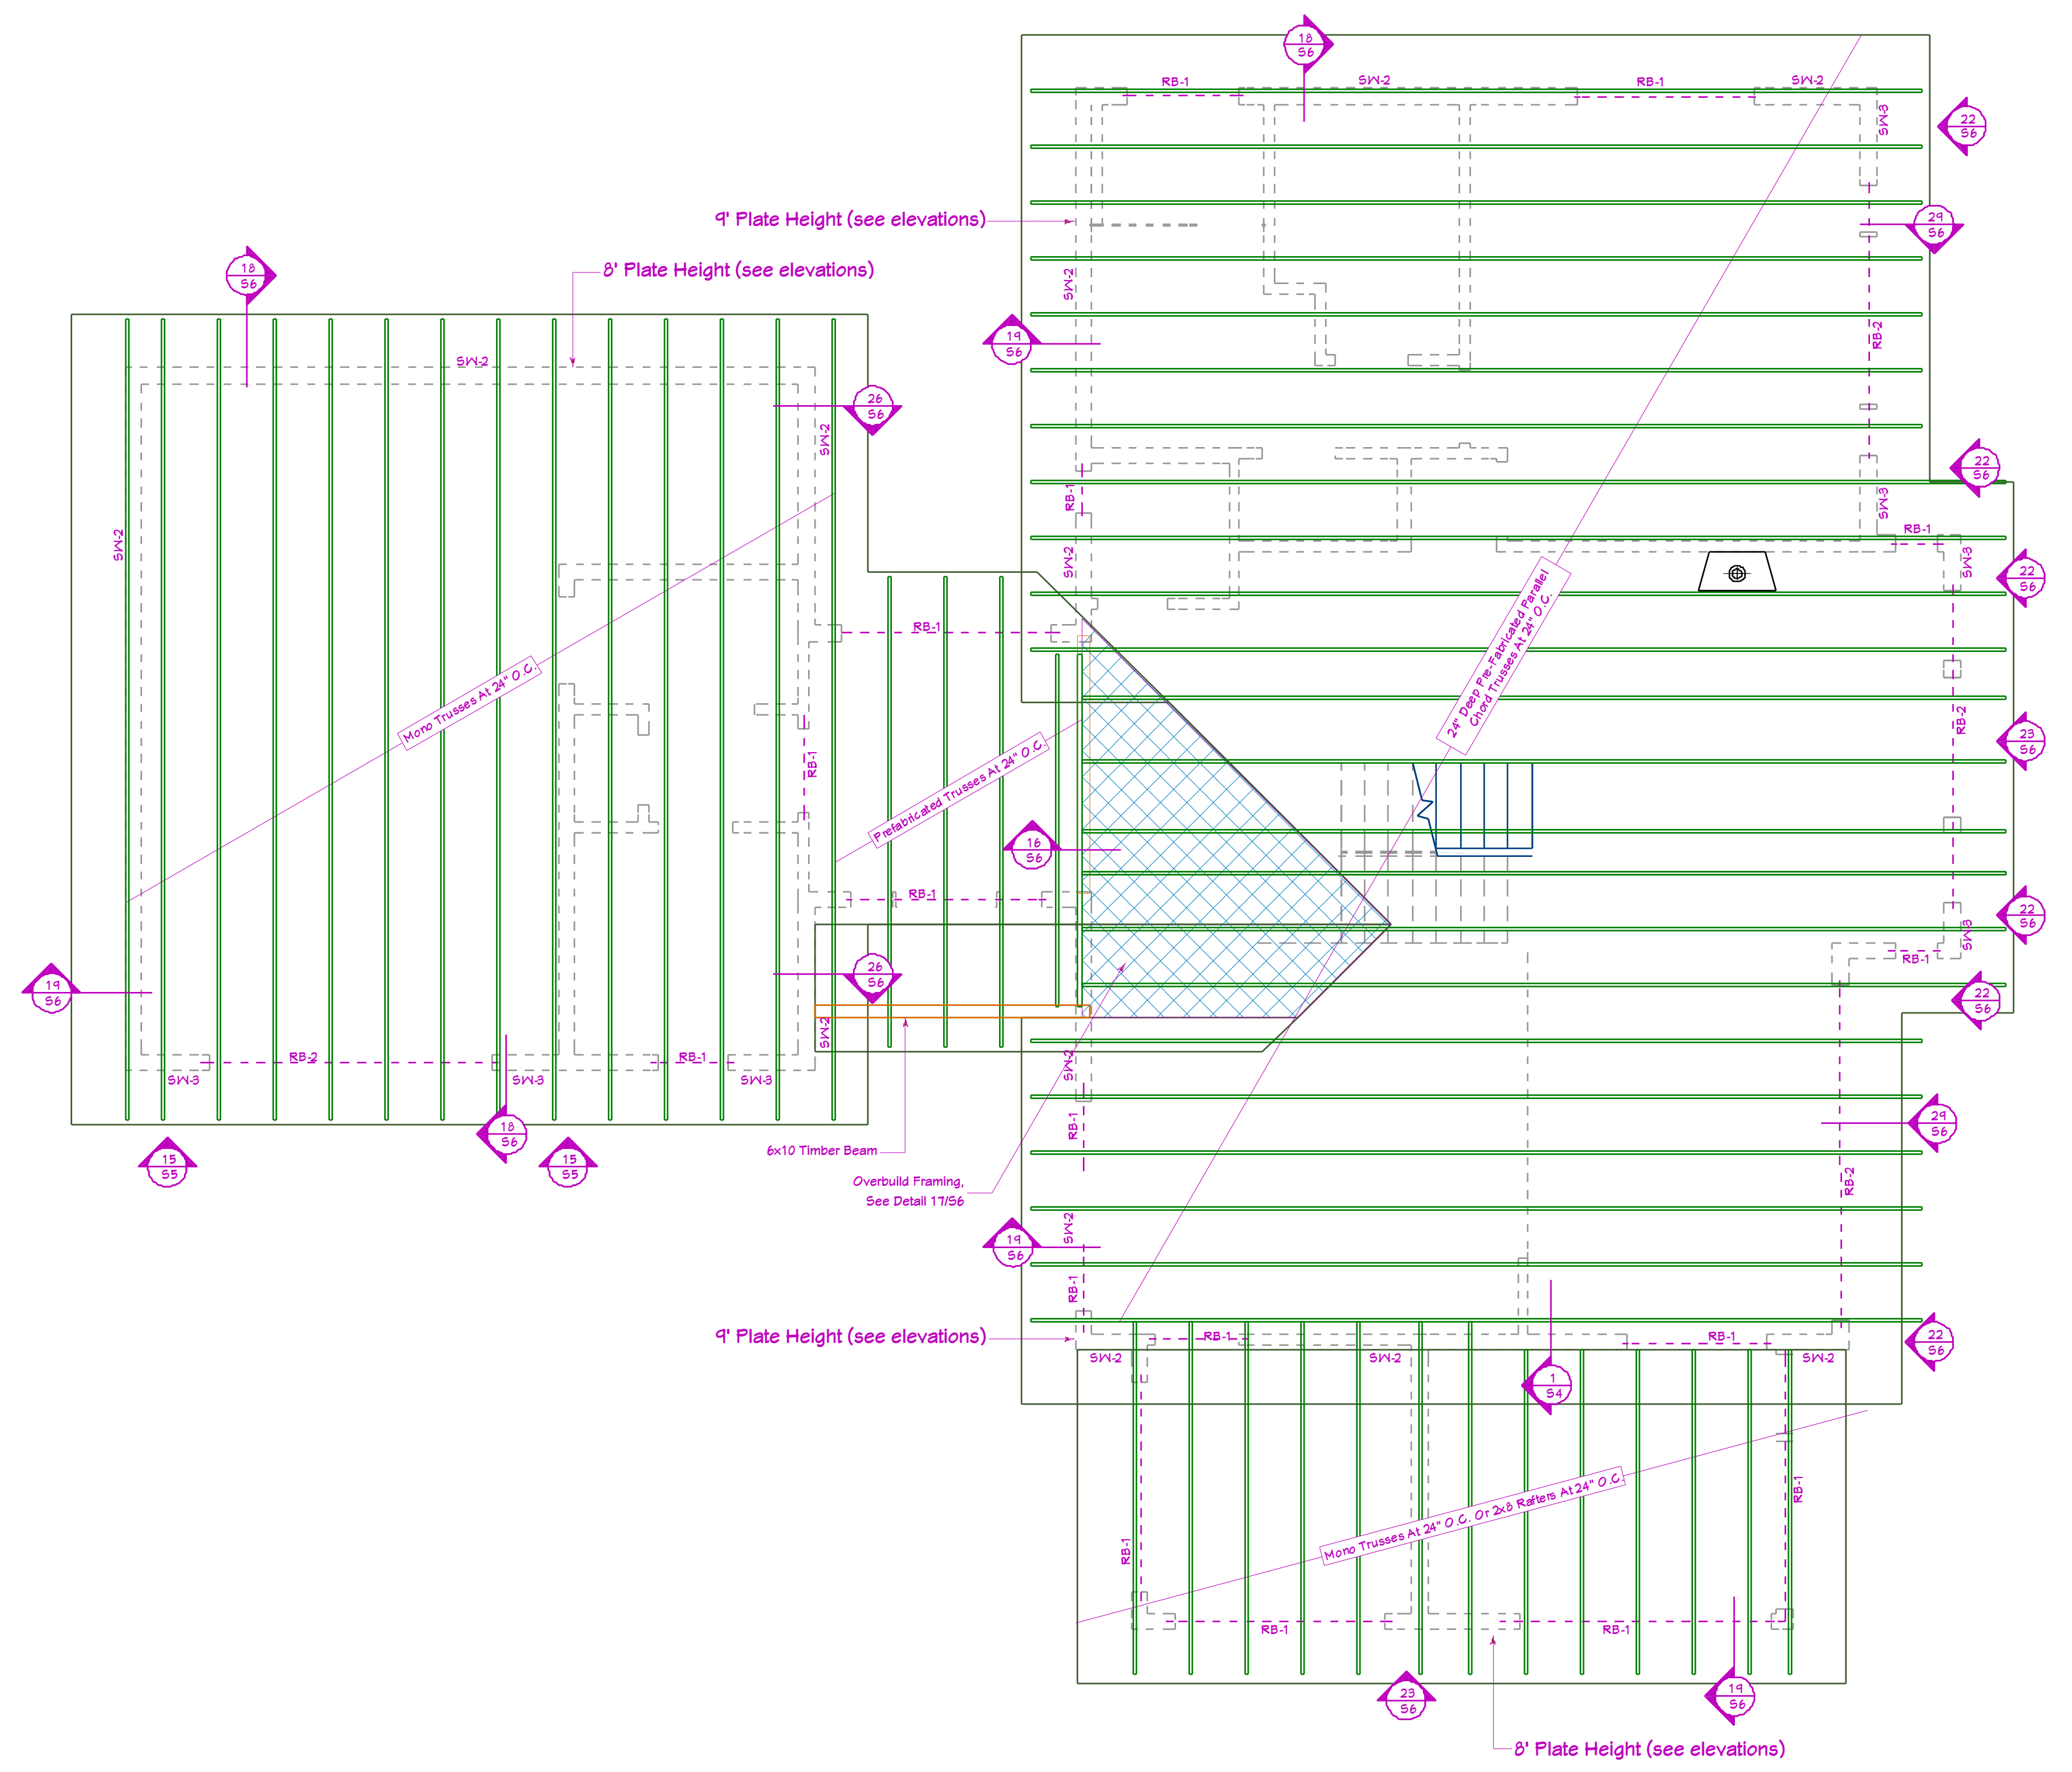 18
S6
RB-1
SW-2
RB-1
SW-2
SW-3
22
S6
9' Plate Height (see elevations)
29
S6
8' Plate Height (see elevations)
18
S6
SW-2
19
S6
RB-2
SW-2
26
S6
SW-2
22
S6
RB-1
SW-3
RB-1
SW-2
SW-2
SW-3
22
S6
24" Deep Pre-Fabricated Parallel
Chord Trusses At 24" O.C.
RB-1
Mono Trusses At 24" O.C.
RB-2
23
S6
RB-1
Prefabricated Trusses At 24" O.C.
16
S6
RB-1
22
S6
SW-3
RB-1
26
S6
19
S6
22
S6
SW-2
RB-2
RB-1
SW-3
SW-3
SW-3
SW-2
RB-1
18
S6
29
S6
15
S5
15
S5
6x10 Timber Beam
Overbuild Framing,
See Detail 17/S6
RB-2
SW-2
19
S6
RB-1
9' Plate Height (see elevations)
RB-1
RB-1
22
S6
SW-2
SW-2
SW-2
1
S4
RB-1
Mono Trusses At 24" O.C. Or 2x8 Rafters At 24" O.C.
RB-1
RB-1
RB-1
23
S6
19
S6
8' Plate Height (see elevations)